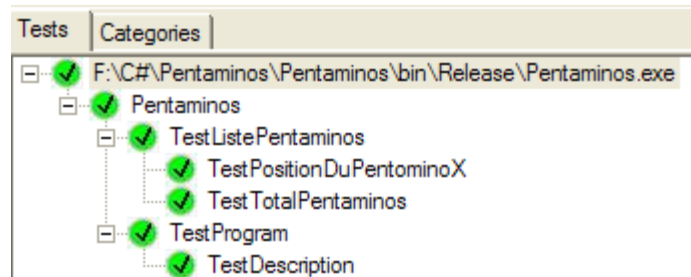 Tests Categories
F:\C#\Pentaminos\Pentaminos\bin\Release\Pentaminos.exe
Pentaminos
TestListePentaminos
TestPositionDuPentominoX
TestTotalPentaminos
TestProgram
TestDescription